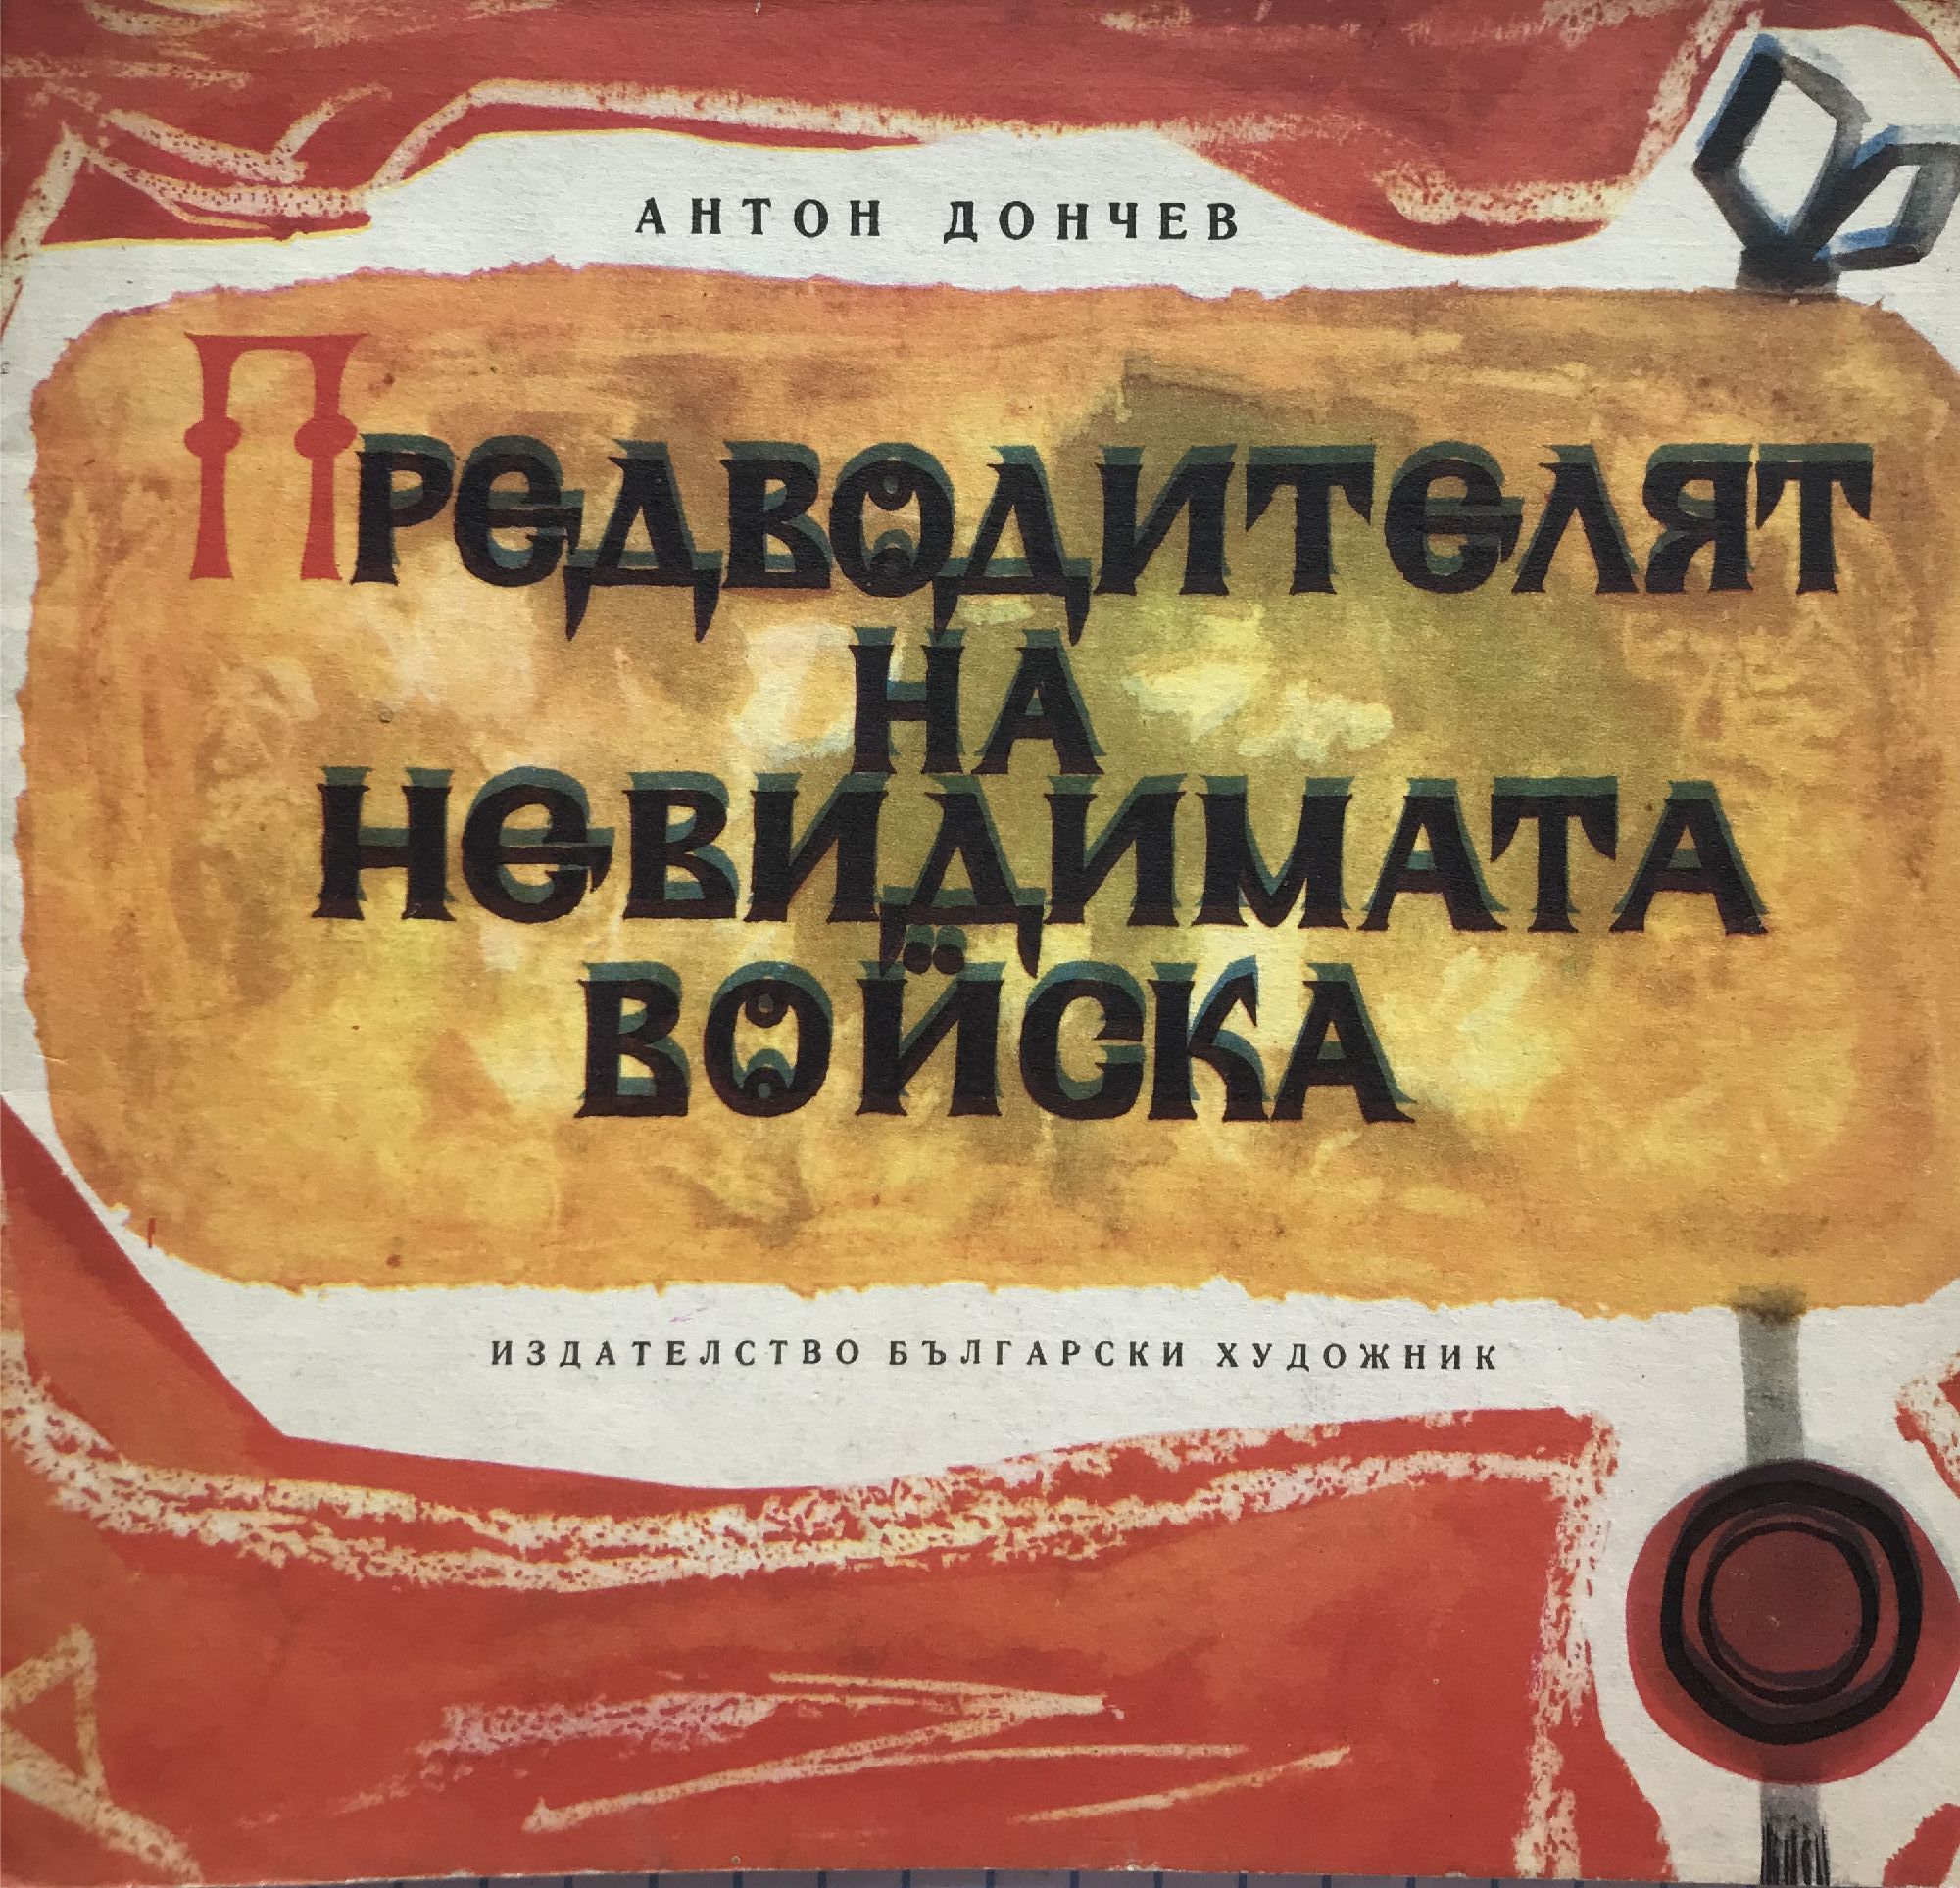 АНТОН ДОНЧЕВ
ПРЕДВОДИТЕЛЯТ
НА
НЕВИДИМАТА
ВОЙСКА
ИЗДАТЕЛСТВО БЪЛГАРСКИ ХУДОЖНИК